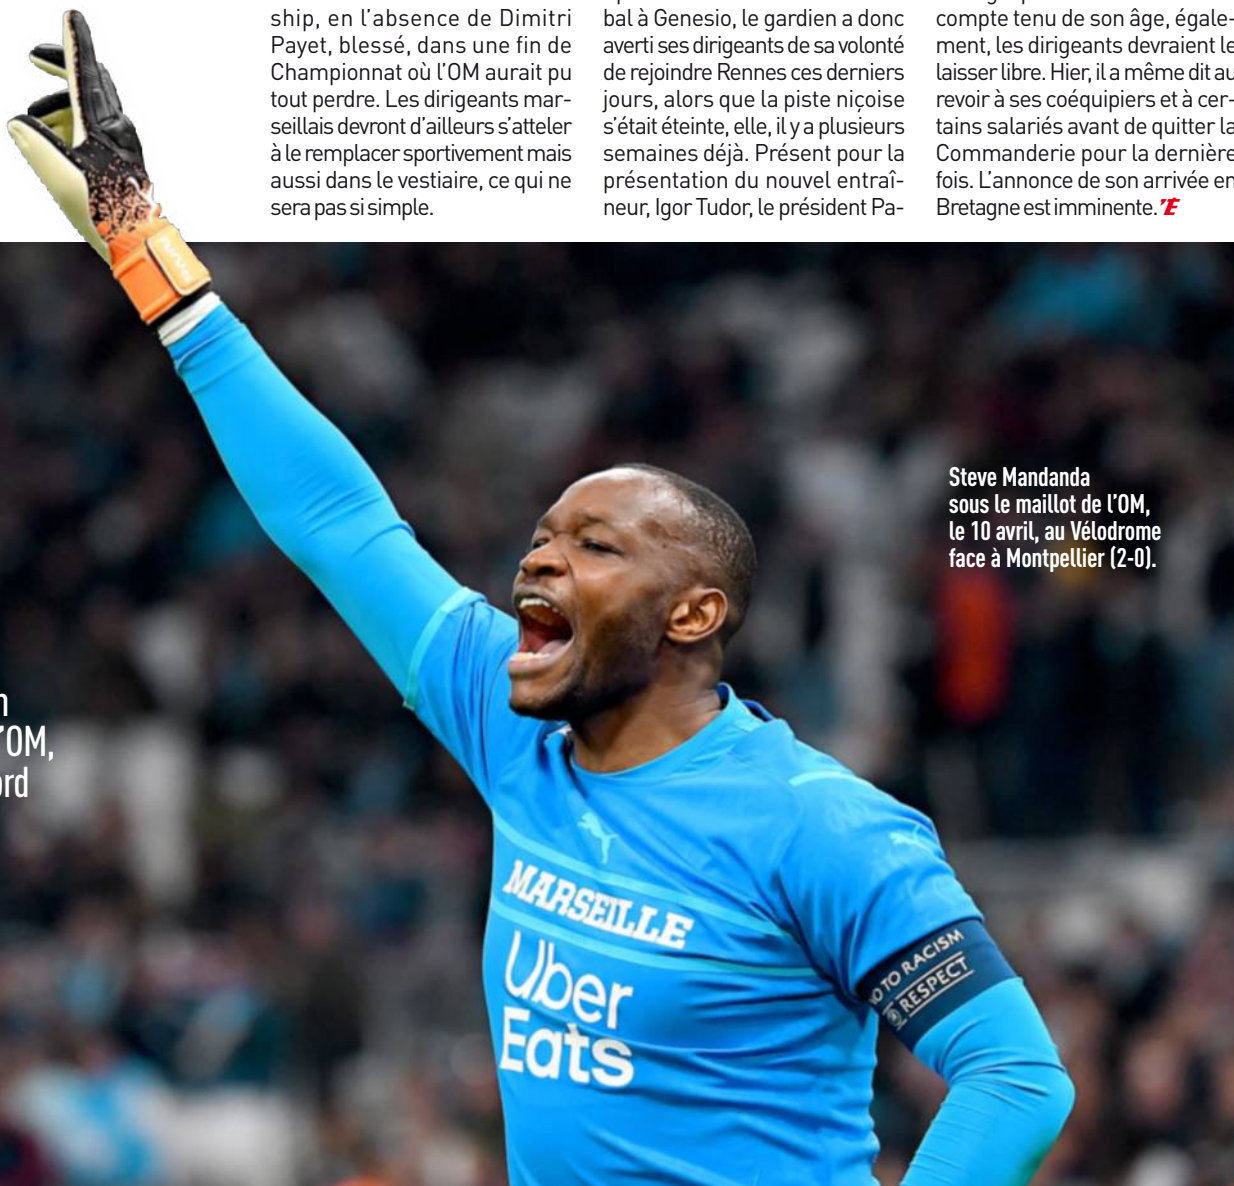 ship, en l'absence de Dimitri
Payet, blessé, dans une fin de
Championnat où l'OM aurait pu
tout perdre. Les dirigeants mar-
seillais devront d'ailleurs s'atteler
à le remplacer sportivement mais
aussi dans le vestiaire, ce qui ne
sera pas si simple.
bal à Genesio, le gardien a donc
averti ses dirigeants de sa volonté
de rejoindre Rennes ces derniers
jours, alors que la piste niçoise
s'était éteinte, elle, il y a plusieurs
semaines déjà. Présent pour la
présentation du nouvel entraî-
neur, Igor Tudor, le président Pa-
compte tenu de son âge, égale-
ment, les dirigeants devraient le
laisser libre. Hier, il a même dit au
revoir à ses coéquipiers et à cer-
tains salariés avant de quitter la
Commanderie pour la dernière
fois. L'annonce de son arrivée en
Bretagne est imminente. 'É
Steve Mandanda
sous le maillot de l'OM,
le 10 avril, au Vélodrome
face à Montpellier (2-0).
'OM,
ord
MARSEILLE
Uber
Eats
NO TO RACISM
RESPECT